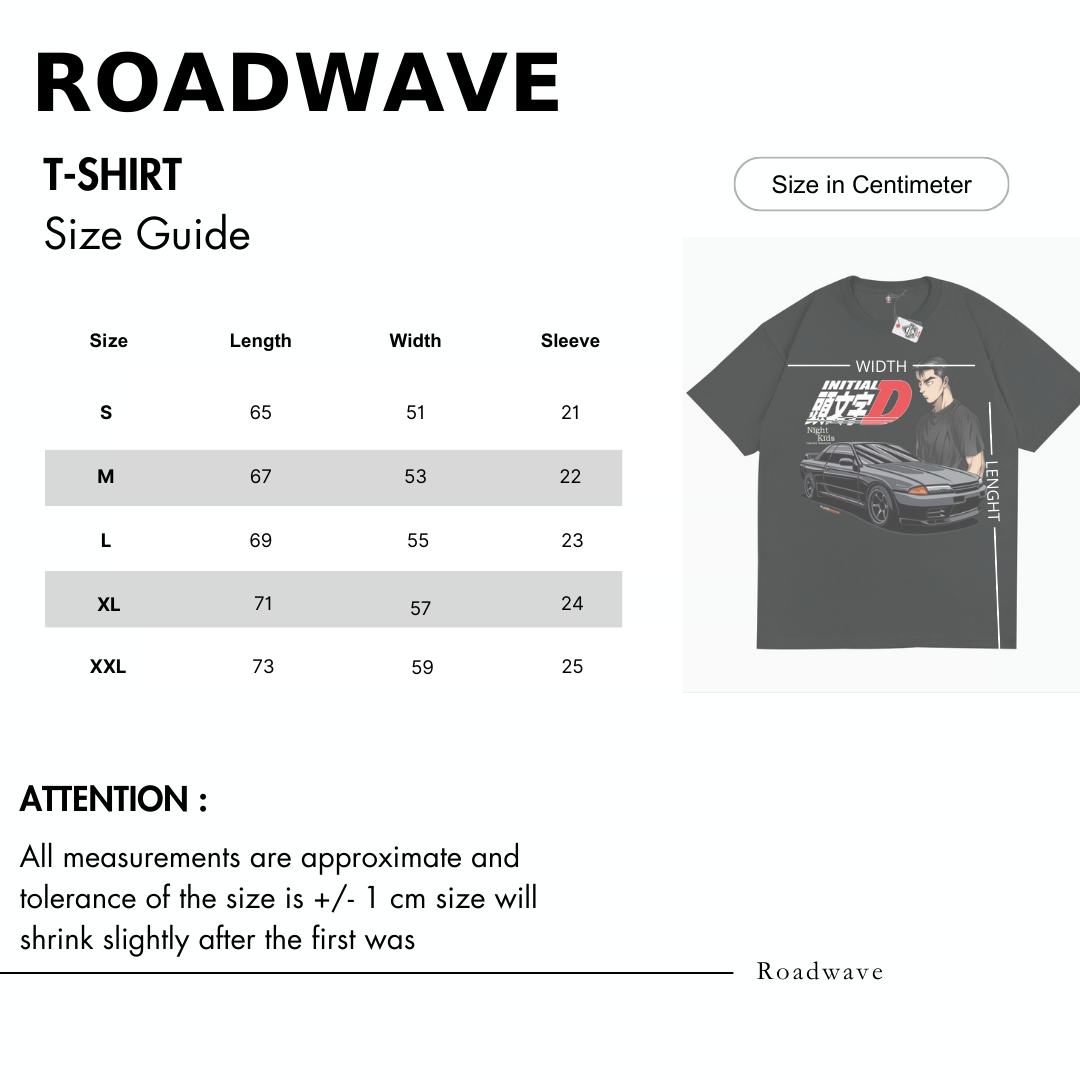 ROADWAVE
T-SHIRT
Size Guide
Size in Centimeter
Size Length Width Sleeve
S 65 51 21
M 67 53 22
L 69 55 23
XL 71 57 24
XXL 73 59 25
WIDTH
INITIAL D
頭文字
Night
Kids
LENGHT
ATTENTION :
All measurements are approximate and
tolerance of the size is +/- 1 cm size will
shrink slightly after the first was
Roadwave